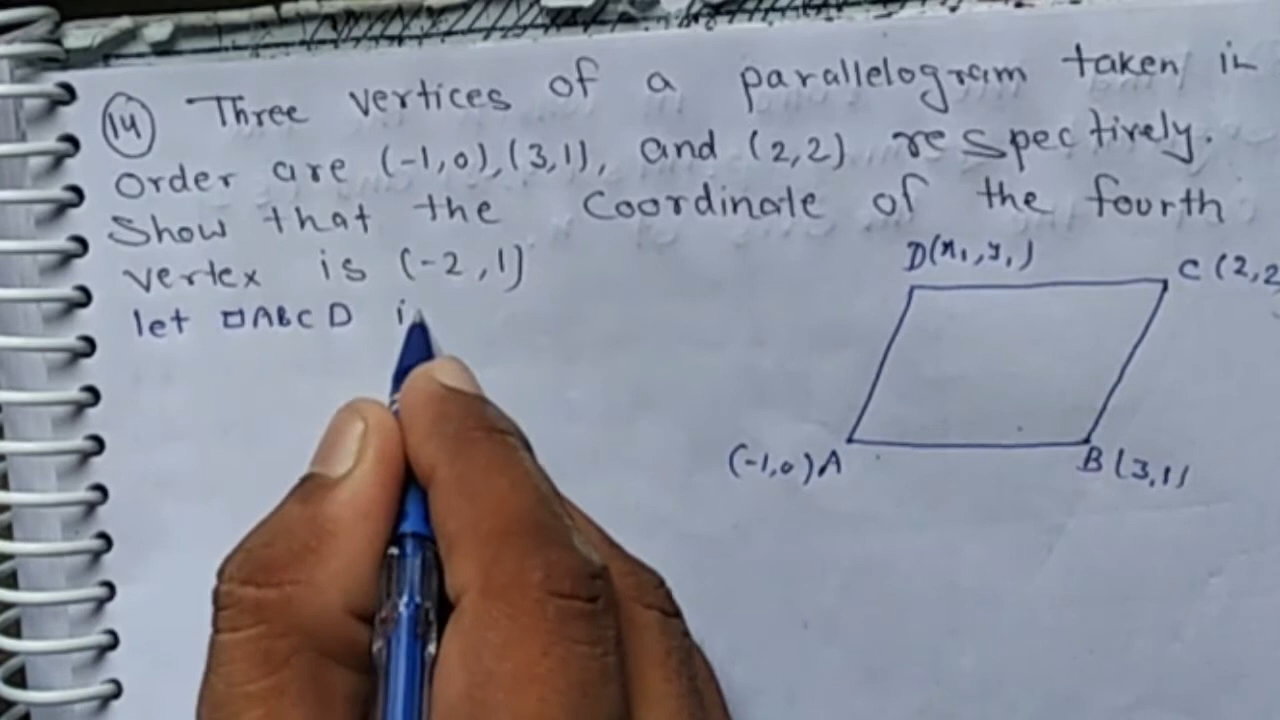 (14) Three vertices of a parallelogram taken in
Order are (-1,0),(3,1), and (2,2) respectively.
Show that the Coordinate of the fourth
vertex is (-2,1)
let □ABCD i
D(x₁,y₁)
C(2,2
(-1,0)A
B(3,1)